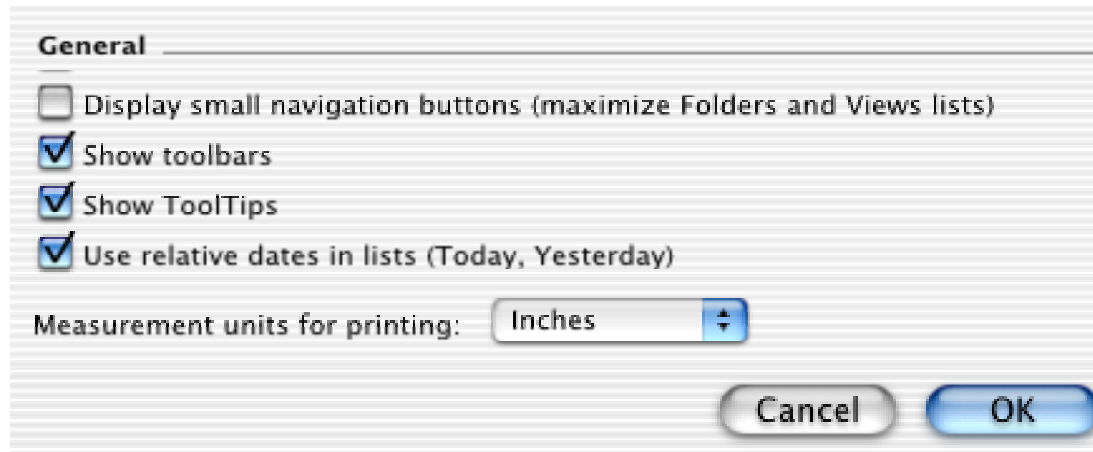 General
Display small navigation buttons (maximize Folders and Views lists)
Show toolbars
Show ToolTips
Use relative dates in lists (Today, Yesterday)
Measurement units for printing: Inches
Cancel OK